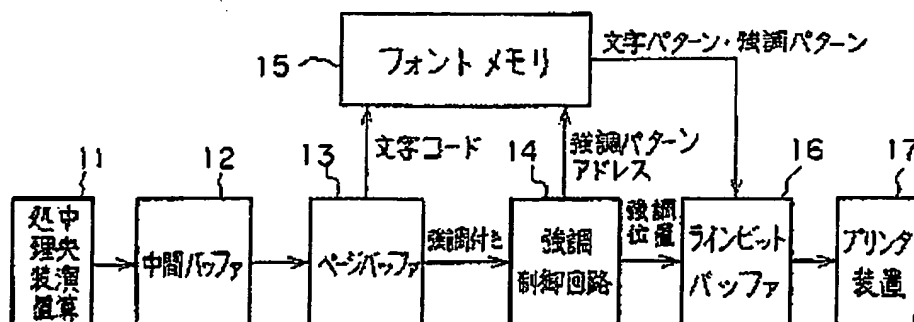 フォントメモリ
15
文字パターン・強調パターン
文字コード
強調パターン
アドレス
11
中央演算
処理装置
12
中間バッファ
13
ページバッファ
強調付き
14
強調
制御回路
強調
位置
16
ラインビット
バッファ
17
プリンタ
装置